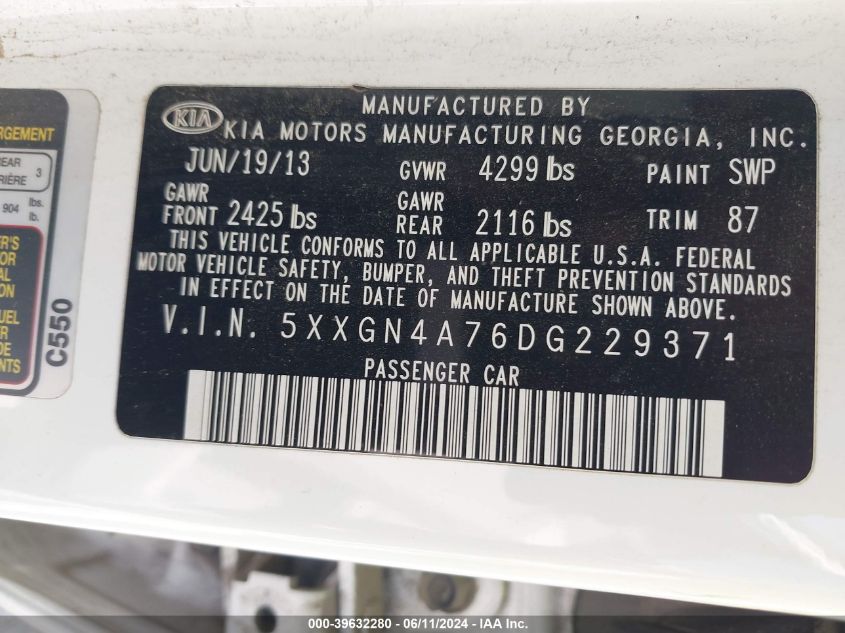 RGEMENT
REAR 3
RIÈRE
904 lbs.
lb.
C550
KIA
MANUFACTURED BY
KIA MOTORS MANUFACTURING GEORGIA, INC.
JUN/19/13 GVWR 4299 lbs PAINT SWP
GAWR FRONT 2425 lbs GAWR REAR 2116 lbs TRIM 87
THIS VEHICLE CONFORMS TO ALL APPLICABLE U.S.A. FEDERAL
MOTOR VEHICLE SAFETY, BUMPER, AND THEFT PREVENTION STANDARDS
IN EFFECT ON THE DATE OF MANUFACTURE SHOWN ABOVE.
V.I.N. 5XXGN4A76DG229371
PASSENGER CAR
000-39632280 - 06/11/2024 - IAA Inc.